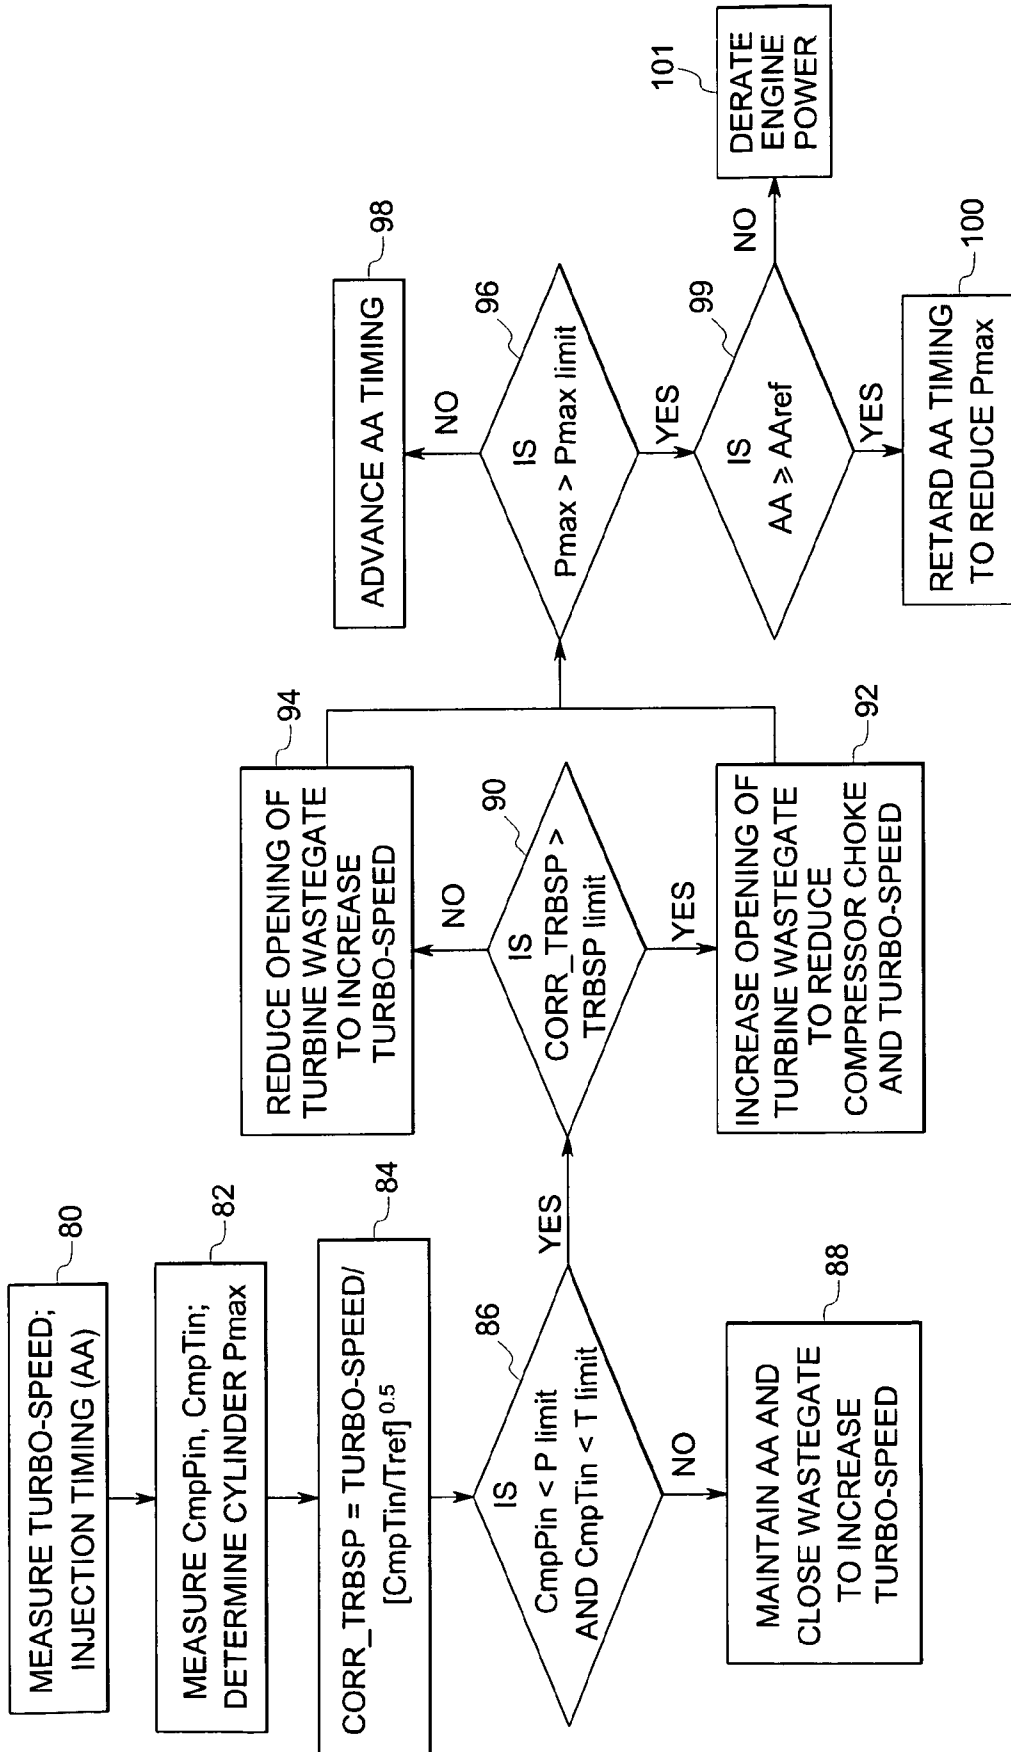 MEASURE TURBO-SPEED;
INJECTION TIMING (AA)
80
MEASURE CmpPin, CmpTin;
DETERMINE CYLINDER Pmax
82
CORR_TRBSP = TURBO-SPEED/
[CmpTin/Tref] 0.5
84
IS
CmpPin < P limit
AND CmpTin < T limit
86
YES
NO
MAINTAIN AA AND
CLOSE WASTEGATE
TO INCREASE
TURBO-SPEED
88
IS
CORR_TRBSP >
TRBSP limit
90
NO
YES
REDUCE OPENING OF
TURBINE WASTEGATE
TO INCREASE
TURBO-SPEED
94
INCREASE OPENING OF
TURBINE WASTEGATE
TO REDUCE
COMPRESSOR CHOKE
AND TURBO-SPEED
92
IS
Pmax > Pmax limit
96
NO
YES
ADVANCE AA TIMING
98
IS
AA ⩾ AAref
99
NO
YES
DERATE
ENGINE
POWER
101
RETARD AA TIMING
TO REDUCE Pmax
100